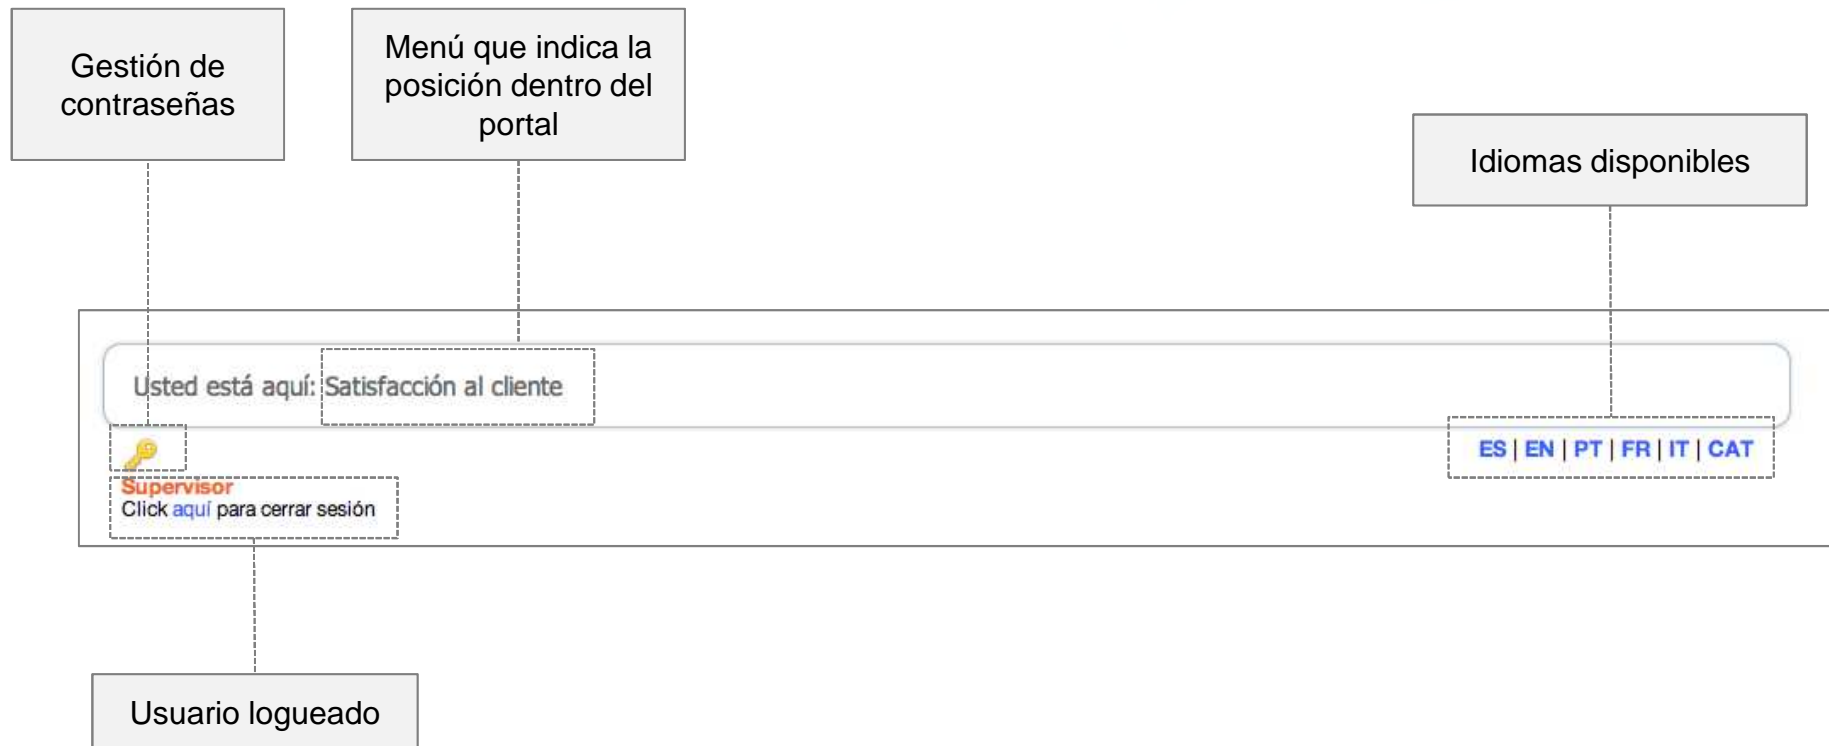 Gestión de
contraseñas
Menú que indica la
posición dentro del
portal
Idiomas disponibles
Usted está aquí: Satisfacción al cliente
ES | EN | PT | FR | IT | CAT
Supervisor
Click aquí para cerrar sesión
Usuario logueado